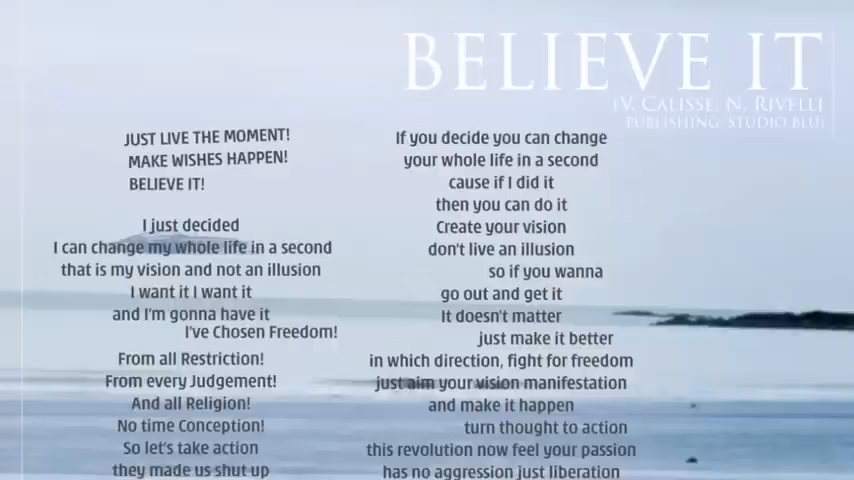 BELIEVE IT
(V. CALISSE, N. RIVELLI
PUBLISHING, STUDIO BLU)
JUST LIVE THE MOMENT!
MAKE WISHES HAPPEN!
BELIEVE IT!
I just decided
I can change my whole life in a second
that is my vision and not an illusion
I want it I want it
and I'm gonna have it
I've Chosen Freedom!
From all Restriction!
From every Judgement!
And all Religion!
No time Conception!
So let's take action
they made us shut up
If you decide you can change
your whole life in a second
cause if I did it
then you can do it
Create your vision
don't live an illusion
so if you wanna
go out and get it
It doesn't matter
just make it better
in which direction, fight for freedom
just aim your vision manifestation
and make it happen
turn thought to action
this revolution now feel your passion
has no aggression just liberation